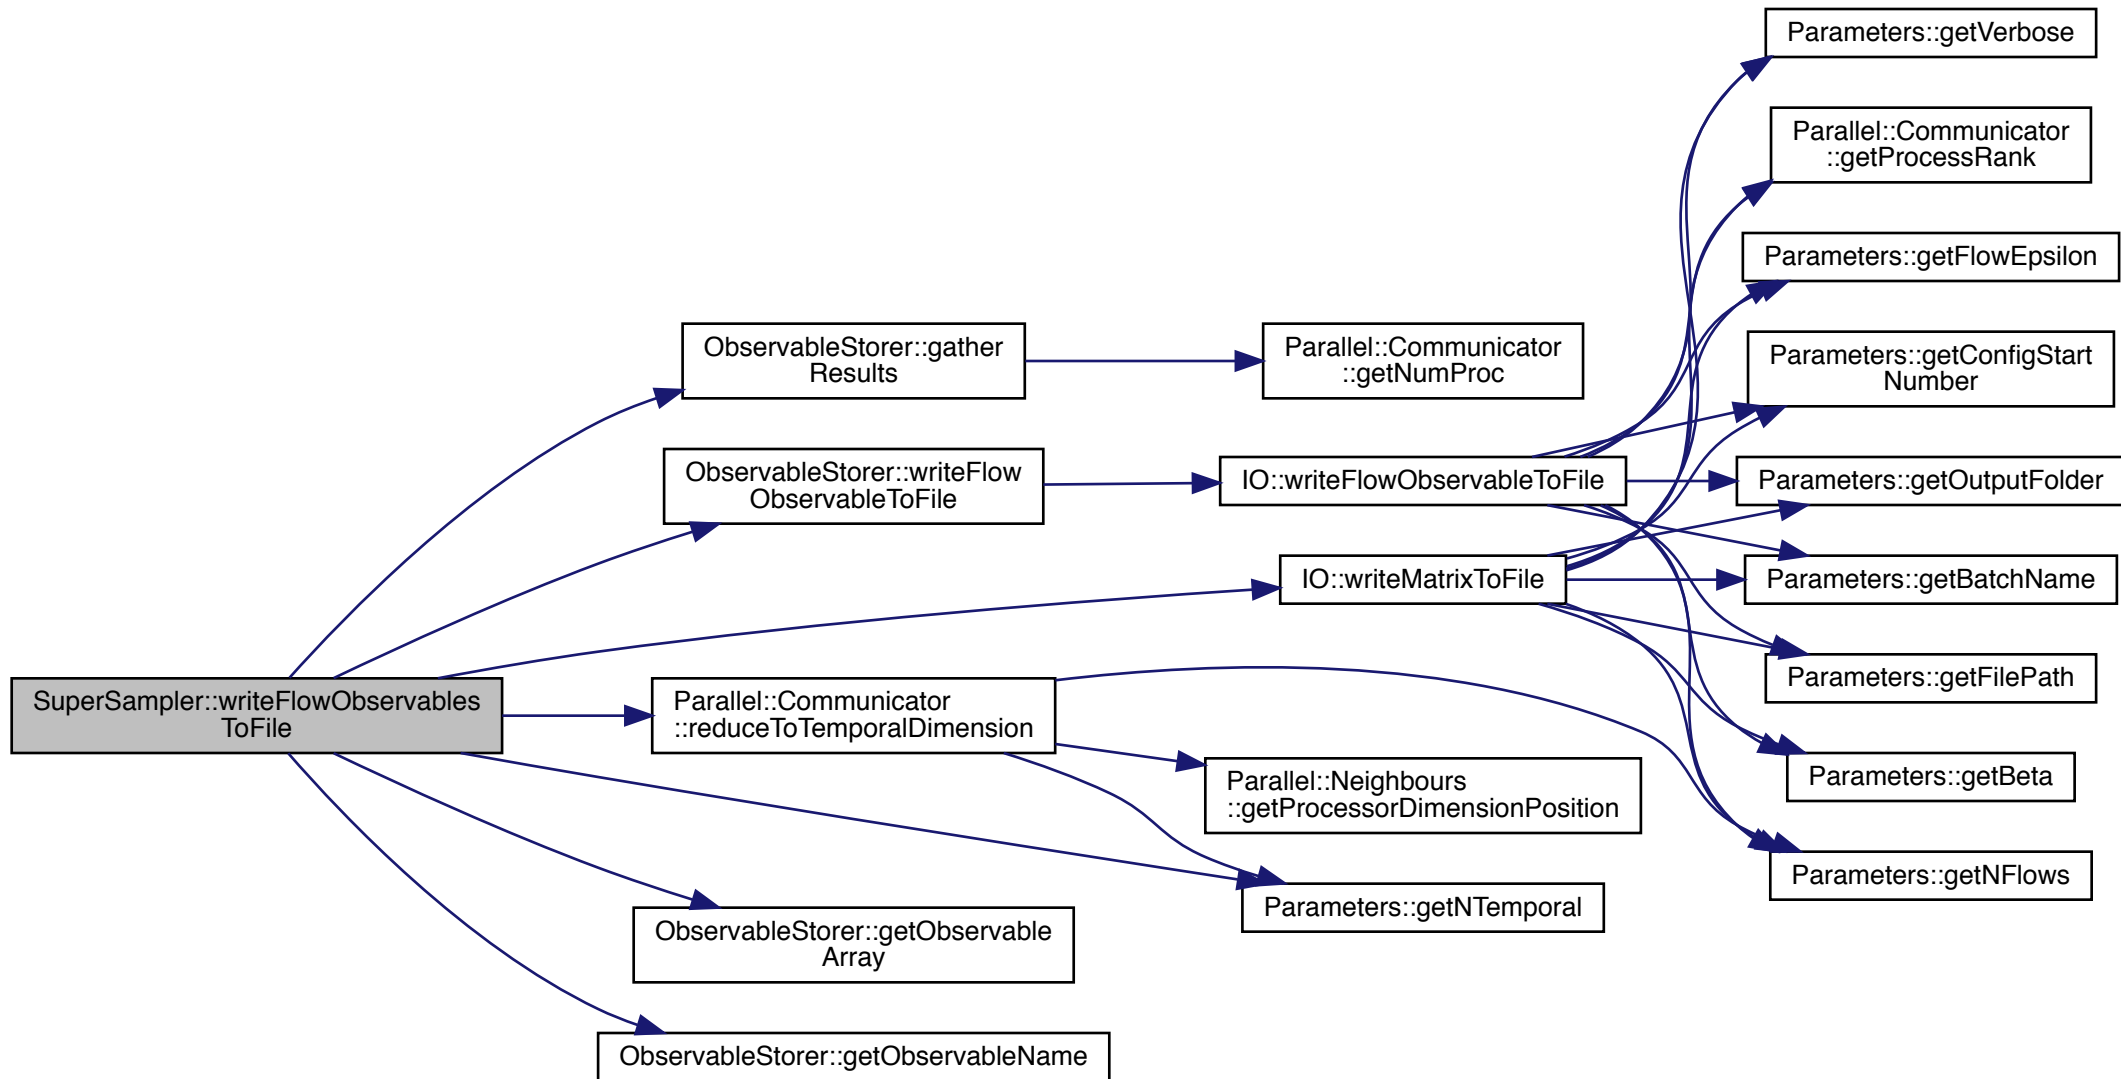 Parameters::getVerbose
Parallel::Communicator
::getProcessRank
Parameters::getFlowEpsilon
ObservableStorer::gather
Results
Parallel::Communicator
::getNumProc
Parameters::getConfigStart
Number
ObservableStorer::writeFlow
ObservableToFile
IO::writeFlowObservableToFile
Parameters::getOutputFolder
IO::writeMatrixToFile
Parameters::getBatchName
Parameters::getFilePath
SuperSampler::writeFlowObservables
ToFile
Parallel::Communicator
::reduceToTemporalDimension
Parameters::getBeta
Parallel::Neighbours
::getProcessorDimensionPosition
Parameters::getNFlows
Parameters::getNTemporal
ObservableStorer::getObservable
Array
ObservableStorer::getObservableName